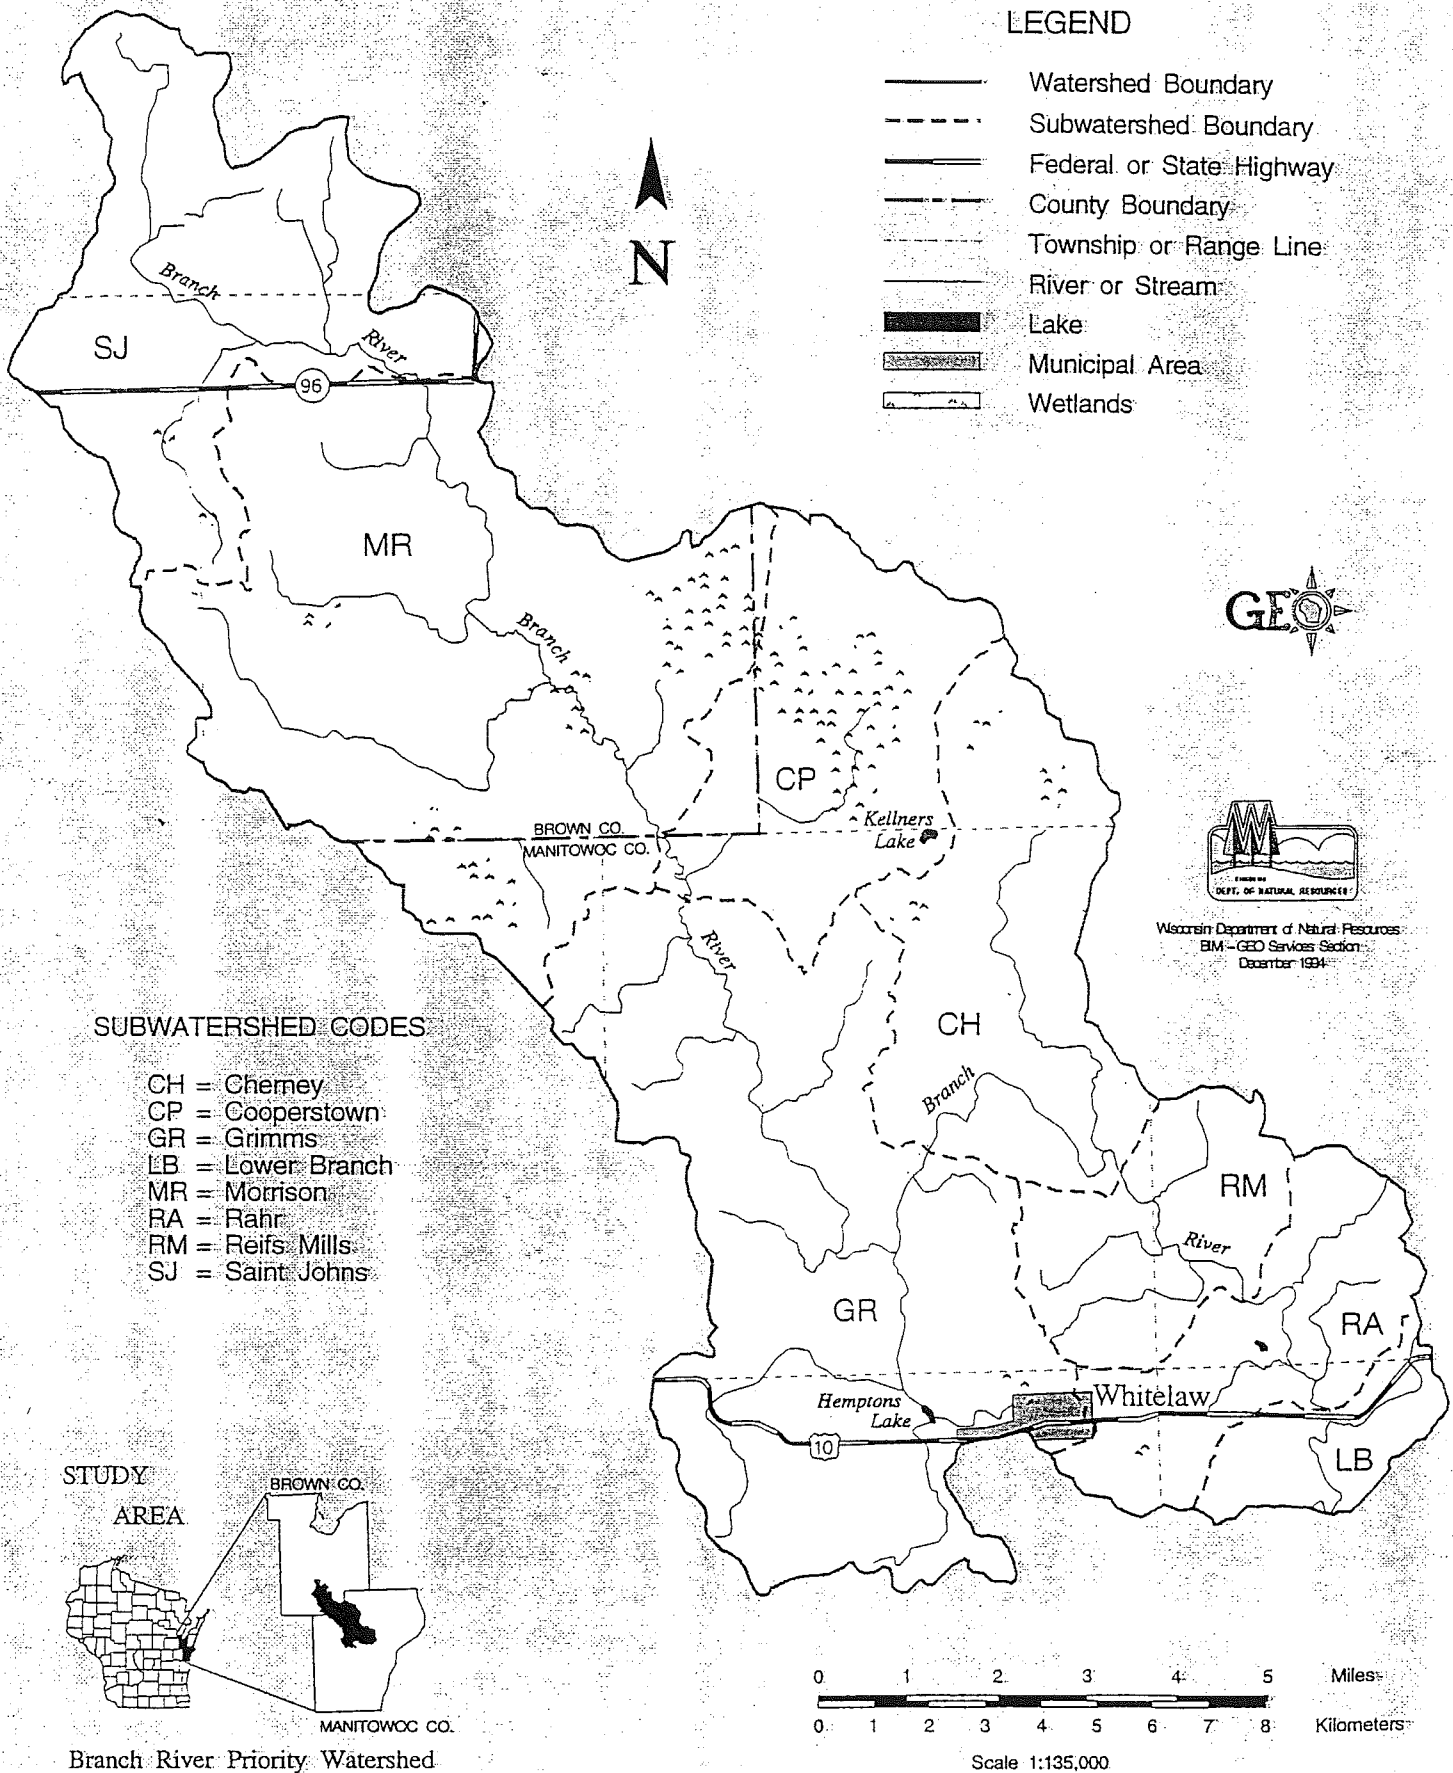 LEGEND
Watershed Boundary
Subwatershed Boundary
Federal or State Highway
County Boundary
Township or Range Line
River or Stream
Lake
Municipal Area
Wetlands
N
Branch
River
SJ
96
MR
Branch
GEO
CP
Kellners
Lake
BROWN CO.
MANITOWOC CO.
DEPT. OF NATURAL RESOURCES
Wisconsin Department of Natural Resources
BIM - GEO Services Section
December 1994
River
SUBWATERSHED CODES
CH = Cherney
CP = Cooperstown
GR = Grimms
LB = Lower Branch
MR = Morrison
RA = Rahr
RM = Reifs Mills
SJ = Saint Johns
CH
Branch
RM
River
GR
RA
Hemptons
Lake
Whitelaw
10
LB
STUDY
AREA
BROWN CO.
MANITOWOC CO.
Branch River Priority Watershed
0 1 2 3 4 5 Miles
0 1 2 3 4 5 6 7 8 Kilometers
Scale 1:135,000